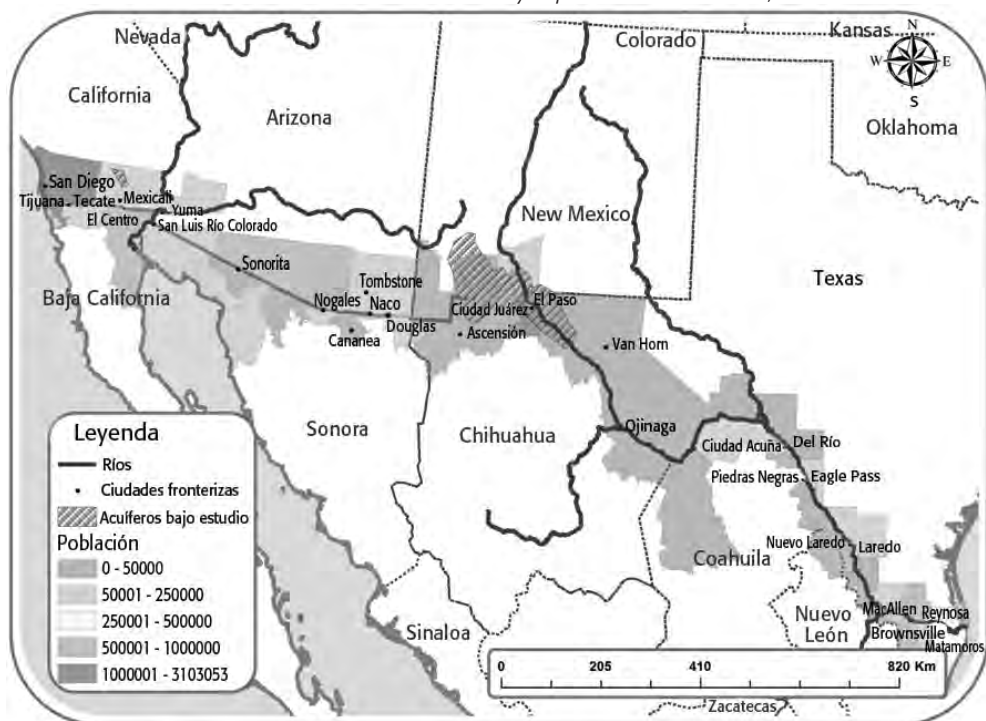 Nevada
Colorado
Kansas
N
W E
S
California
Arizona
Oklahoma
San Diego
Tijuana
Tecate
Mexicali
New Mexico
El Centro
Yuma
San Luis Río Colorado
Texas
Sonorita
Tombstone
Baja California
Nogales
Naco
Ciudad Juárez
El Paso
Douglas
Ascensión
Cananea
Van Horn
Sonora
Chihuahua
Ojinaga
Ciudad Acuña
Del Río
Piedras Negras
Eagle Pass
Nuevo Laredo
Laredo
Coahuila
Sinaloa
Nuevo
León
MacAllen
Reynosa
Brownsville
Matamoros
Zacatecas
Leyenda
Ríos
Ciudades fronterizas
Acuíferos bajo estudio
Población
0 - 50000
50001 - 250000
250001 - 500000
500001 - 1000000
1000001 - 3103053
0 205 410 820 Km